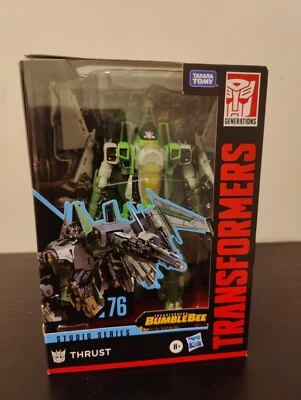 TAKARA
TOMY
GENERATIONS
TRANSFORMERS
76
STUDIO SERIES
TRANSFORMERS
BUMBLEBEE
THRUST
8+
Hasbro